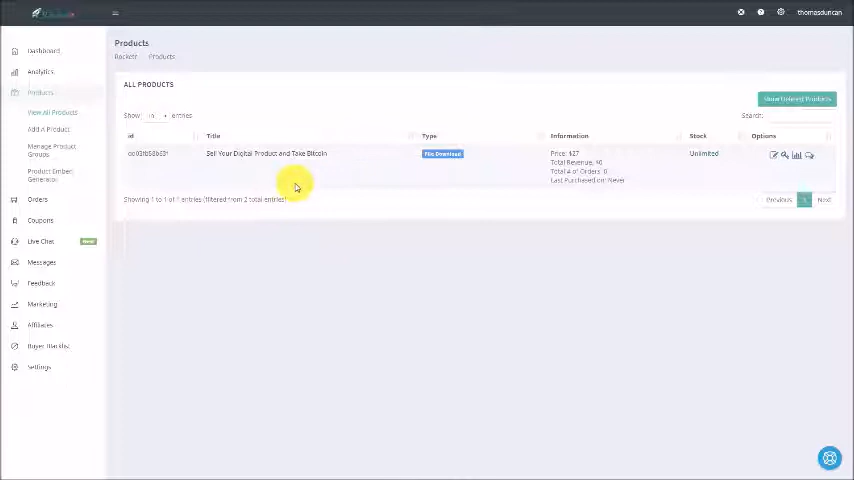 thomasduncan
Dashboard
Analytics
Products
View All Products
Add A Product
Manage Product
Groups
Product Embed
Generator
Orders
Coupons
Live Chat
New!
Messages
Feedback
Marketing
Affiliates
Buyer Blacklist
Settings
Products
Rocketr Products
ALL PRODUCTS
Show Deleted Products
Show entries
Search:
id Title Type Information Stock Options
Sell Your Digital Product and Take Bitcoin
File Download
Price: $27
Total Revenue: $0
Total # of Orders: 0
Last Purchased on: Never
Unlimited
Showing 1 to 1 of 1 entries (filtered from 2 total entries)
Previous 1 Next